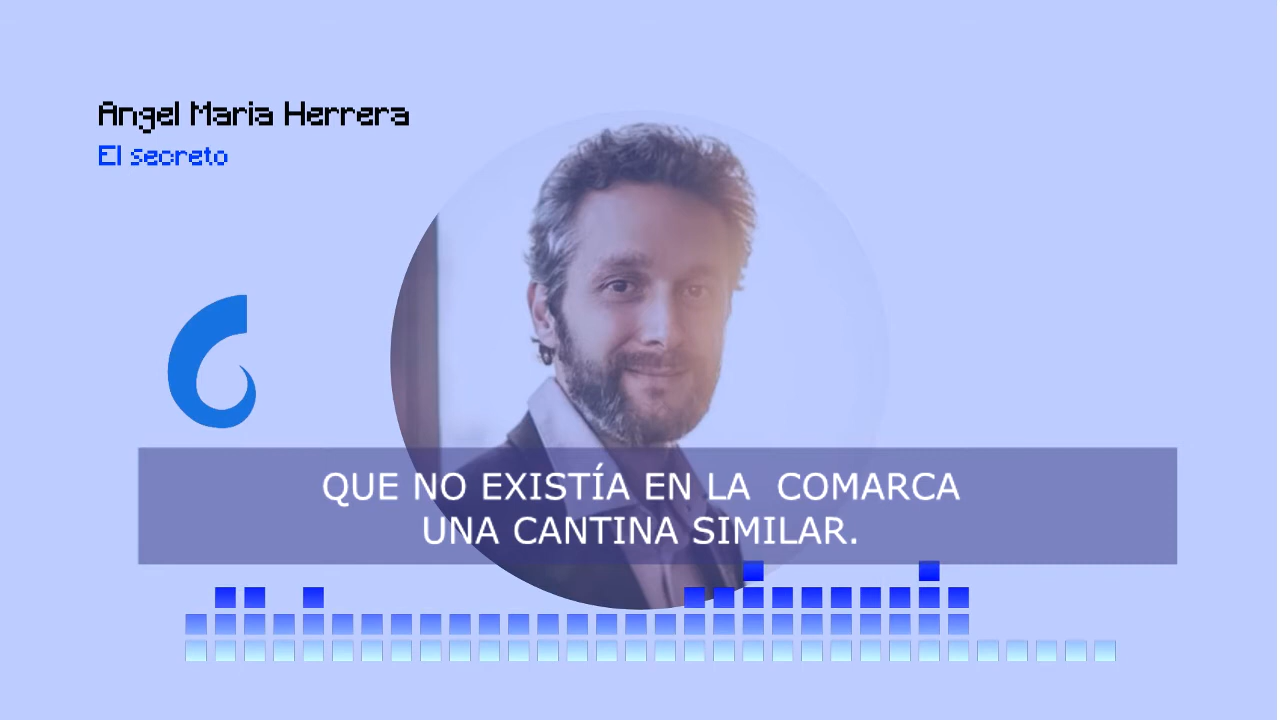 Angel Maria Herrera
El secreto
QUE NO EXISTÍA EN LA  COMARCA
UNA CANTINA SIMILAR.